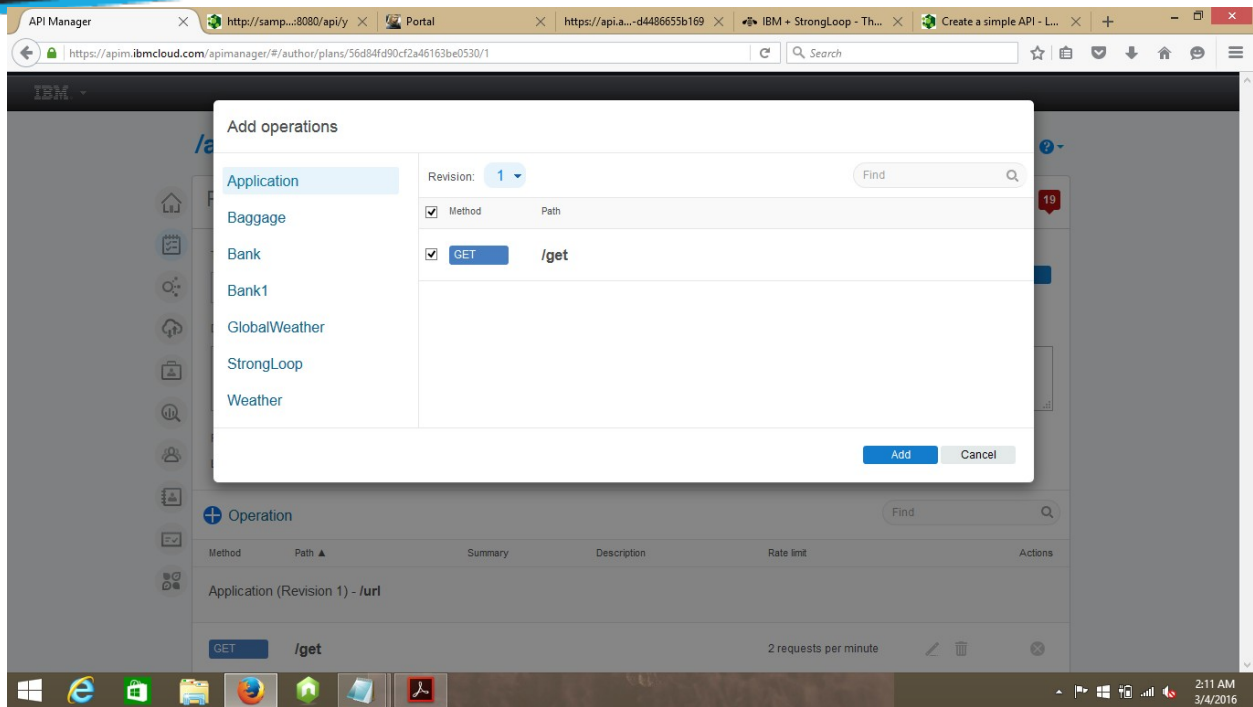 API Manager
http://samp...:8080/api/y
Portal
https://api.a...-d4486655b169
IBM + StrongLoop - Th...
Create a simple API - L...
https://apim.ibmcloud.com/apimanager/#/author/plans/56d84fd90cf2a46163be0530/1
Search
IBM
/a
Add operations
Application
Revision: 1
Find
19
Method Path
Baggage
Bank
GET /get
Bank1
GlobalWeather
StrongLoop
Weather
Add Cancel
Operation
Find
Method Path ▲ Summary Description Rate limit Actions
Application (Revision 1) - /url
GET /get 2 requests per minute
2:11 AM
3/4/2016